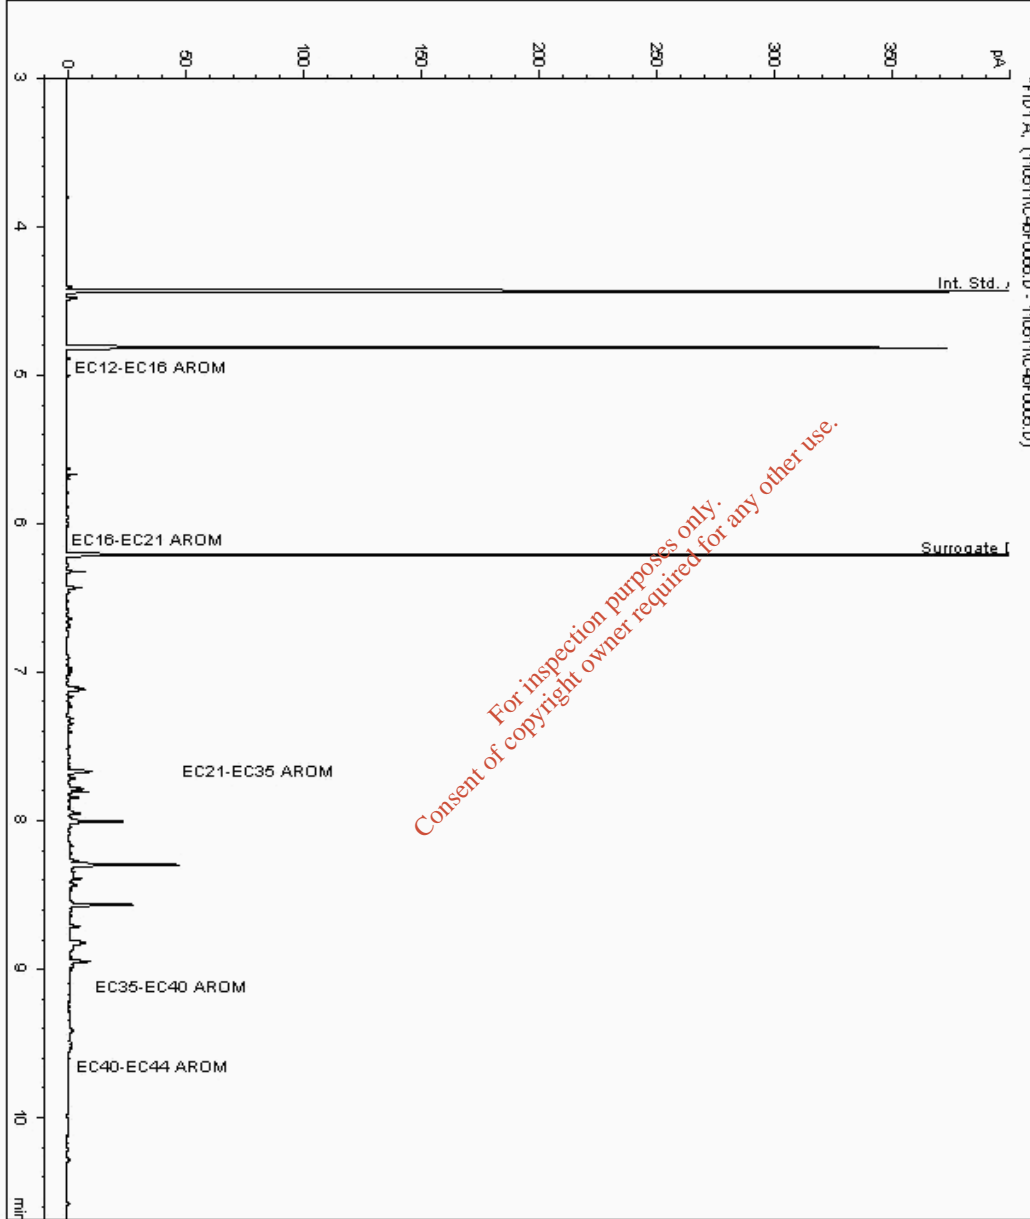 pA
350
300
250
200
150
100
50
0
3
4
5
6
7
8
9
10
Int. Std.
EC12-EC16 AROM
EC16-EC21 AROM
Surrogate
EC21-EC35 AROM
EC35-EC40 AROM
EC40-EC44 AROM
For inspection purposes only.
Consent of copyright owner required for any other use.